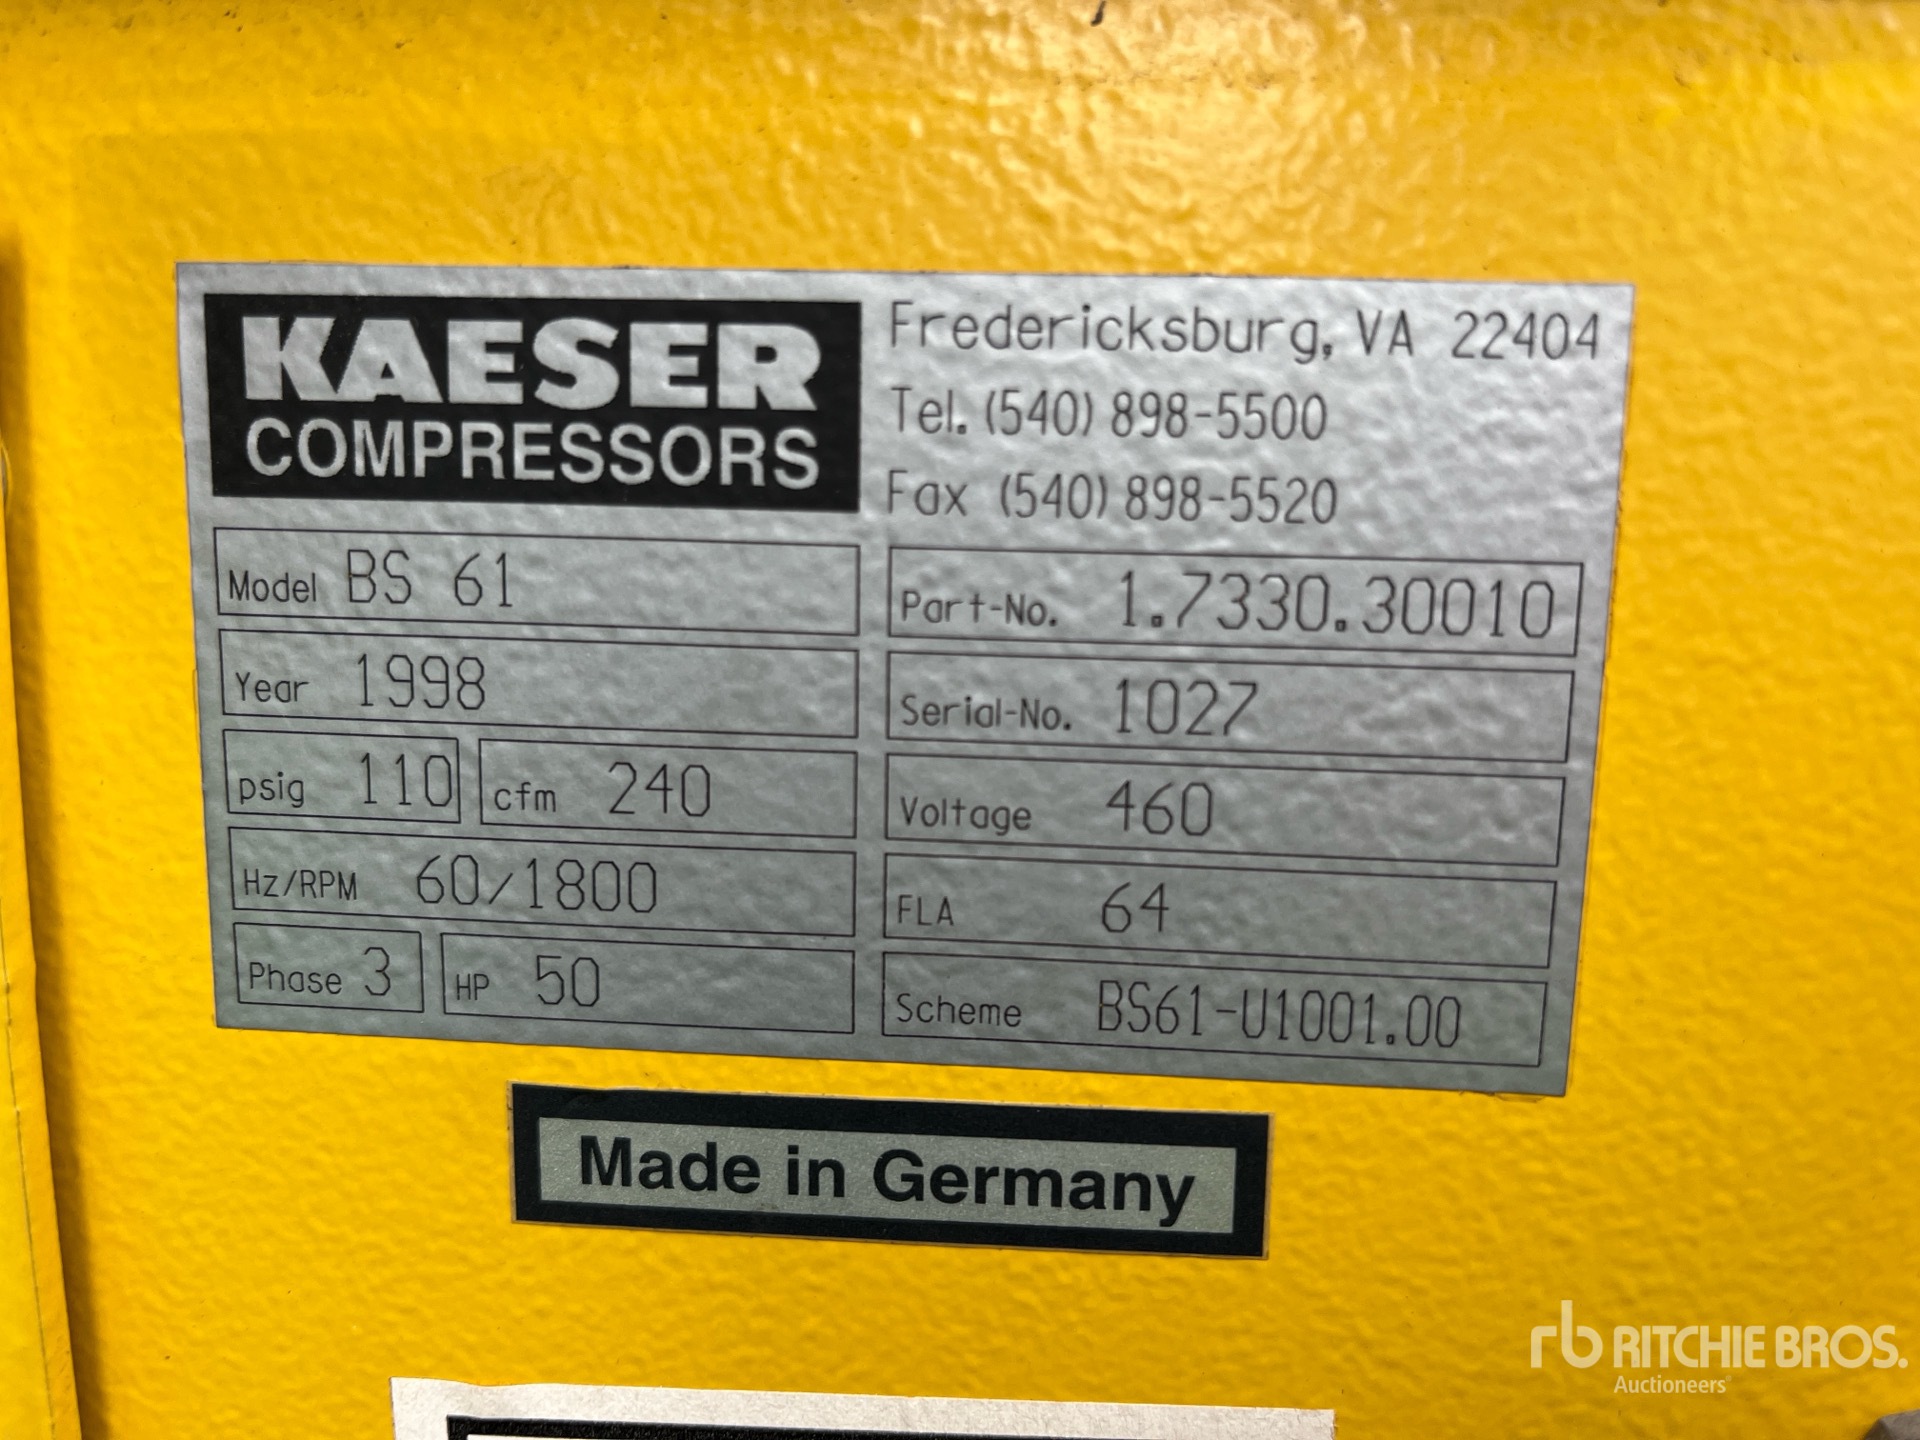 KAESER
COMPRESSORS
Fredericksburg, VA 22404
Tel. (540) 898-5500
Fax (540) 898-5520
Model BS 61
Part-No. 1.7330.30010
Year 1998
Serial-No. 1027
psig 110 cfm 240
Voltage 460
Hz/RPM 60/1800
FLA 64
Phase 3 HP 50
Scheme BS61-U1001.00
Made in Germany
rb RITCHIE BROS.
Auctioneers